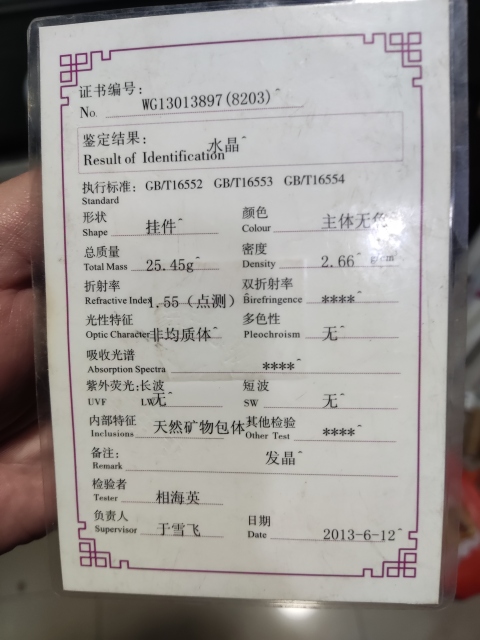 证书编号:
No. WG13013897(8203)^
鉴定结果: 水晶^
Result of Identification
执行标准: GB/T16552 GB/T16553 GB/T16554
Standard
形状 挂件^ 颜色 主体无色^
Shape Colour
总质量 25.45g^ 密度 2.66^ g/cm³
Total Mass Density
折射率 1.55（点测）^ 双折射率 ****^
Refractive Index Birefringence
光性特征 非均质体^ 多色性 无^
Optic Character Pleochroism
吸收光谱 ****^
Absorption Spectra
紫外荧光:长波 无^ 短波 无^
UVF LW SW
内部特征 天然矿物包体 其他检验 ****^
Inclusions Other Test
备注: 发晶^
Remark
检验者 相海英
Tester
负责人 于雪飞 日期 2013-6-12^
Supervisor Date